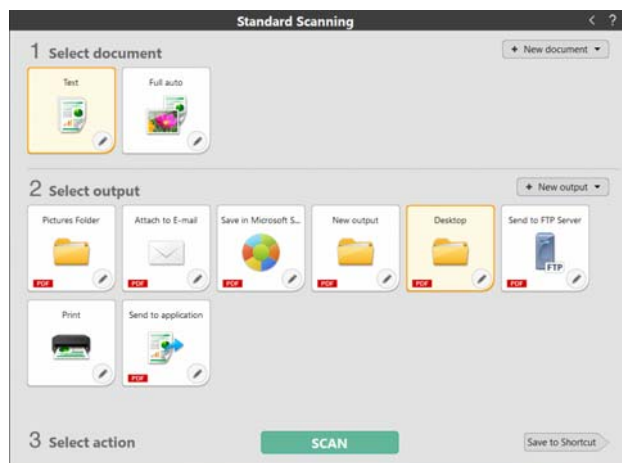 Standard Scanning < ?
1 Select document + New document
Text Full auto
2 Select output + New output
Pictures Folder Attach to E-mail Save in Microsoft S... New output Desktop Send to FTP Server
PDF PDF PDF PDF PDF PDF FTP
Print Send to application
PDF
3 Select action SCAN Save to Shortcut